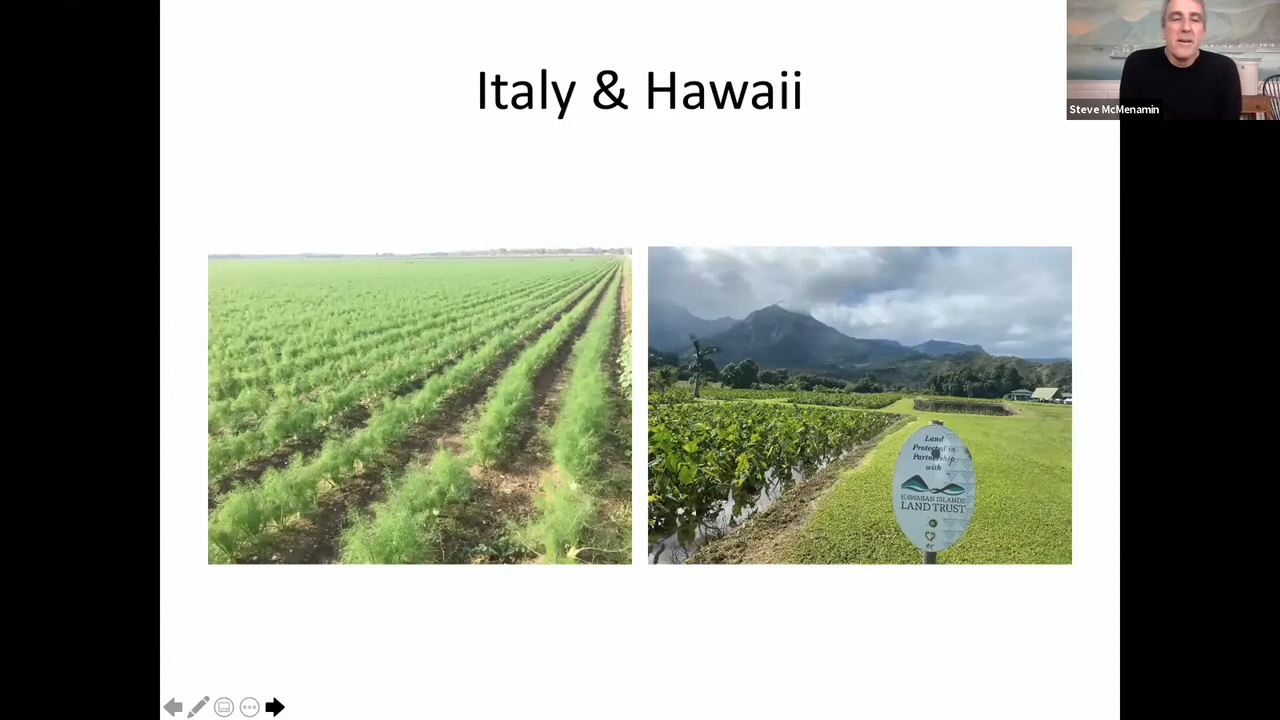 Italy & Hawaii
Steve McMenamin
Land
Protected in
Partnership
with
HAWAIIAN ISLANDS
LAND TRUST